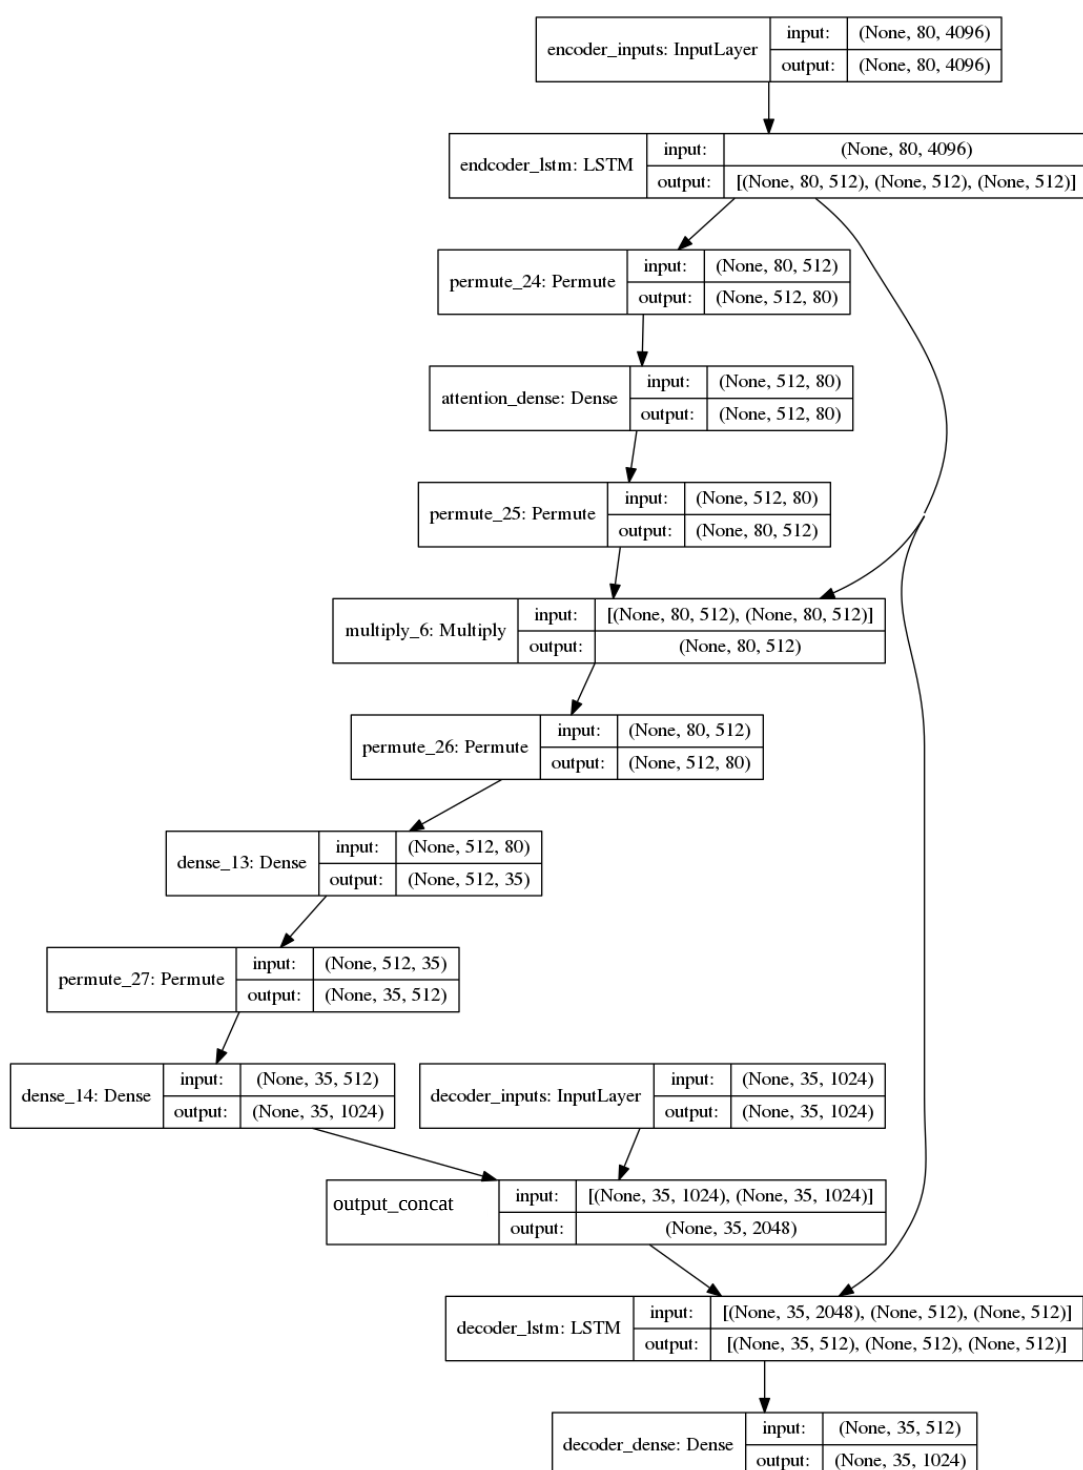 encoder_inputs: InputLayer
input: (None, 80, 4096)
output: (None, 80, 4096)
endcoder_lstm: LSTM
input: (None, 80, 4096)
output: [(None, 80, 512), (None, 512), (None, 512)]
permute_24: Permute
input: (None, 80, 512)
output: (None, 512, 80)
attention_dense: Dense
input: (None, 512, 80)
output: (None, 512, 80)
permute_25: Permute
input: (None, 512, 80)
output: (None, 80, 512)
multiply_6: Multiply
input: [(None, 80, 512), (None, 80, 512)]
output: (None, 80, 512)
permute_26: Permute
input: (None, 80, 512)
output: (None, 512, 80)
dense_13: Dense
input: (None, 512, 80)
output: (None, 512, 35)
permute_27: Permute
input: (None, 512, 35)
output: (None, 35, 512)
dense_14: Dense
input: (None, 35, 512)
output: (None, 35, 1024)
decoder_inputs: InputLayer
input: (None, 35, 1024)
output: (None, 35, 1024)
output_concat
input: [(None, 35, 1024), (None, 35, 1024)]
output: (None, 35, 2048)
decoder_lstm: LSTM
input: [(None, 35, 2048), (None, 512), (None, 512)]
output: [(None, 35, 512), (None, 512), (None, 512)]
decoder_dense: Dense
input: (None, 35, 512)
output: (None, 35, 1024)